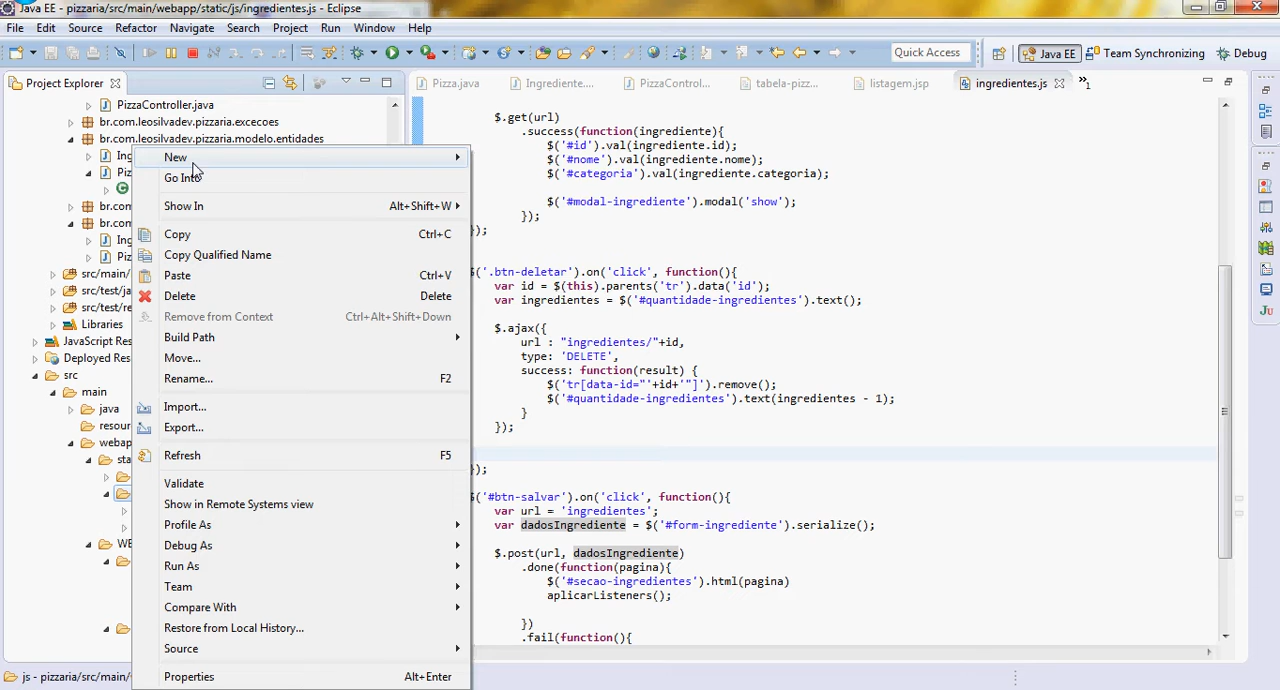 Java EE - pizzaria/src/main/webapp/static/js/ingredientes.js - Eclipse
File Edit Source Refactor Navigate Search Project Run Window Help
Quick Access
Java EE
Team Synchronizing
Debug
Project Explorer
Pizza.java
Ingrediente....
PizzaControl...
tabela-pizz...
listagem.jsp
ingredientes.js
»1
PizzaController.java
br.com.leosilvadev.pizzaria.excecoes
br.com.leosilvadev.pizzaria.modelo.entidades
Ing
Piz
br.com
br.com
Ing
Piz
src/main/
src/test/ja
src/test/re
Libraries
JavaScript Res
Deployed Res
src
main
java
resour
webap
sta
WE
New
Go Into
Show In Alt+Shift+W
Copy Ctrl+C
Copy Qualified Name
Paste Ctrl+V
Delete Delete
Remove from Context Ctrl+Alt+Shift+Down
Build Path
Move...
Rename... F2
Import...
Export...
Refresh F5
Validate
Show in Remote Systems view
Profile As
Debug As
Run As
Team
Compare With
Restore from Local History...
Source
Properties Alt+Enter
$.get(url)
.success(function(ingrediente){
$('#id').val(ingrediente.id);
$('#nome').val(ingrediente.nome);
$('#categoria').val(ingrediente.categoria);
$('#modal-ingrediente').modal('show');
});
});
$('.btn-deletar').on('click', function(){
var id = $(this).parents('tr').data('id');
var ingredientes = $('#quantidade-ingredientes').text();
$.ajax({
url : "ingredientes/"+id,
type: 'DELETE',
success: function(result) {
$('tr[data-id="'+id+'"]').remove();
$('#quantidade-ingredientes').text(ingredientes - 1);
}
});
});
$('#btn-salvar').on('click', function(){
var url = 'ingredientes';
var dadosIngrediente = $('#form-ingrediente').serialize();
$.post(url, dadosIngrediente)
.done(function(pagina){
$('#secao-ingredientes').html(pagina)
aplicarListeners();
})
.fail(function(){
js - pizzaria/src/main/